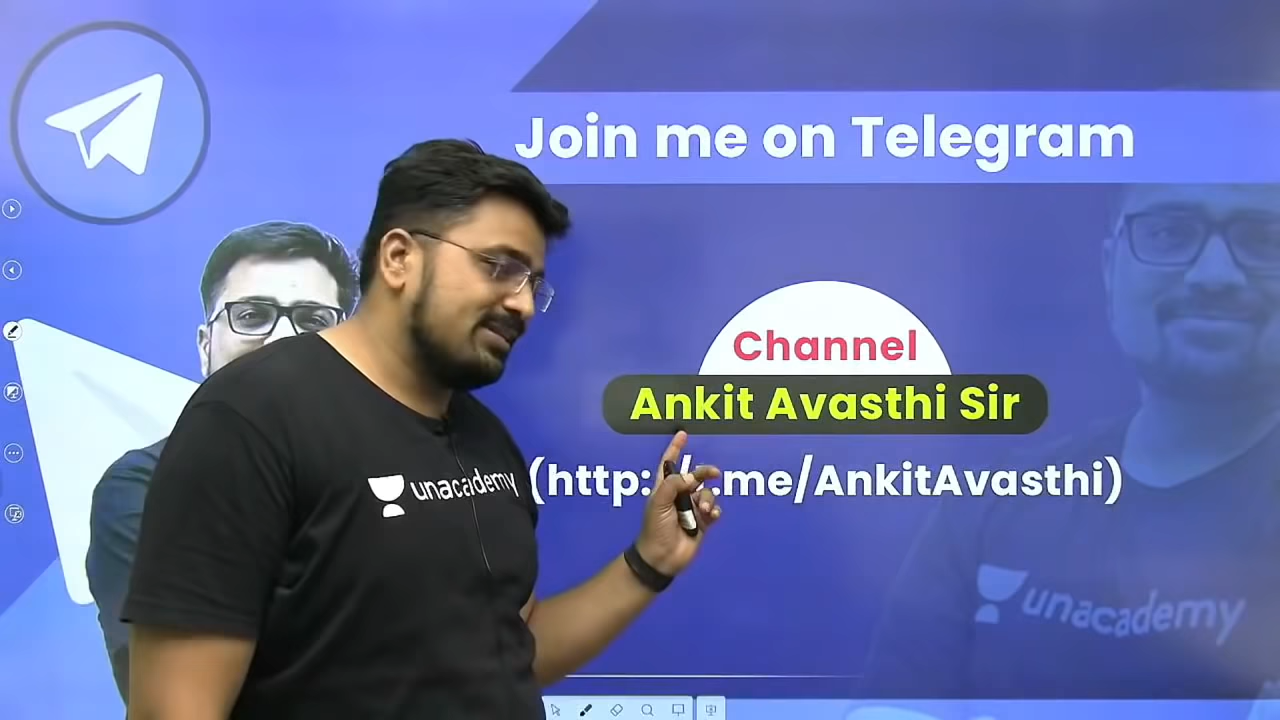 Join me on Telegram
Channel
Ankit Avasthi Sir
(http://t.me/AnkitAvasthi)
unacademy
unacademy